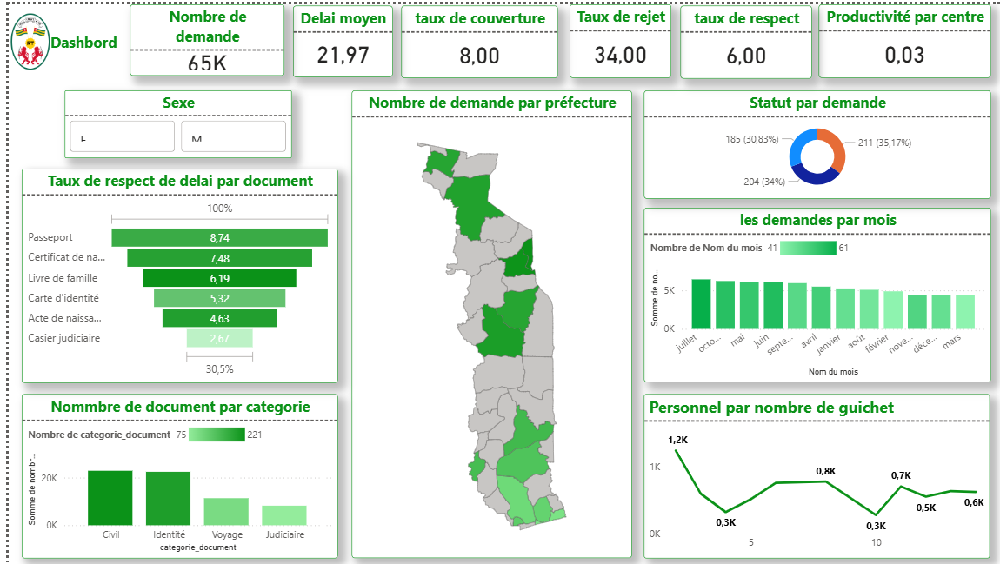 RT
Dashbord
Nombre de
demande
65K
Delai moyen
21,97
taux de couverture
8,00
Taux de rejet
34,00
taux de respect
6,00
Productivité par centre
0,03
Sexe
F
M
Taux de respect de delai par document
100%
Passeport
8,74
Certificat de na...
7,48
Livre de famille
6,19
Carte d'identité
5,32
Acte de naissa...
4,63
Casier judiciaire
2,67
30,5%
Nommbre de document par categorie
Nombre de categorie_document 75 221
Somme de nombr...
20K
0K
Civil Identité Voyage Judiciaire
categorie_document
Nombre de demande par préfecture
Statut par demande
185 (30,83%)
211 (35,17%)
204 (34%)
les demandes par mois
Nombre de Nom du mois 41 61
Somme de no...
5K
0K
juillet octo... mai juin septe... avril janvier août février nove... déce... mars
Nom du mois
Personnel par nombre de guichet
1,2K
1K
0,8K
0,7K
0,3K
0,5K
0,6K
0,3K
0K
5 10